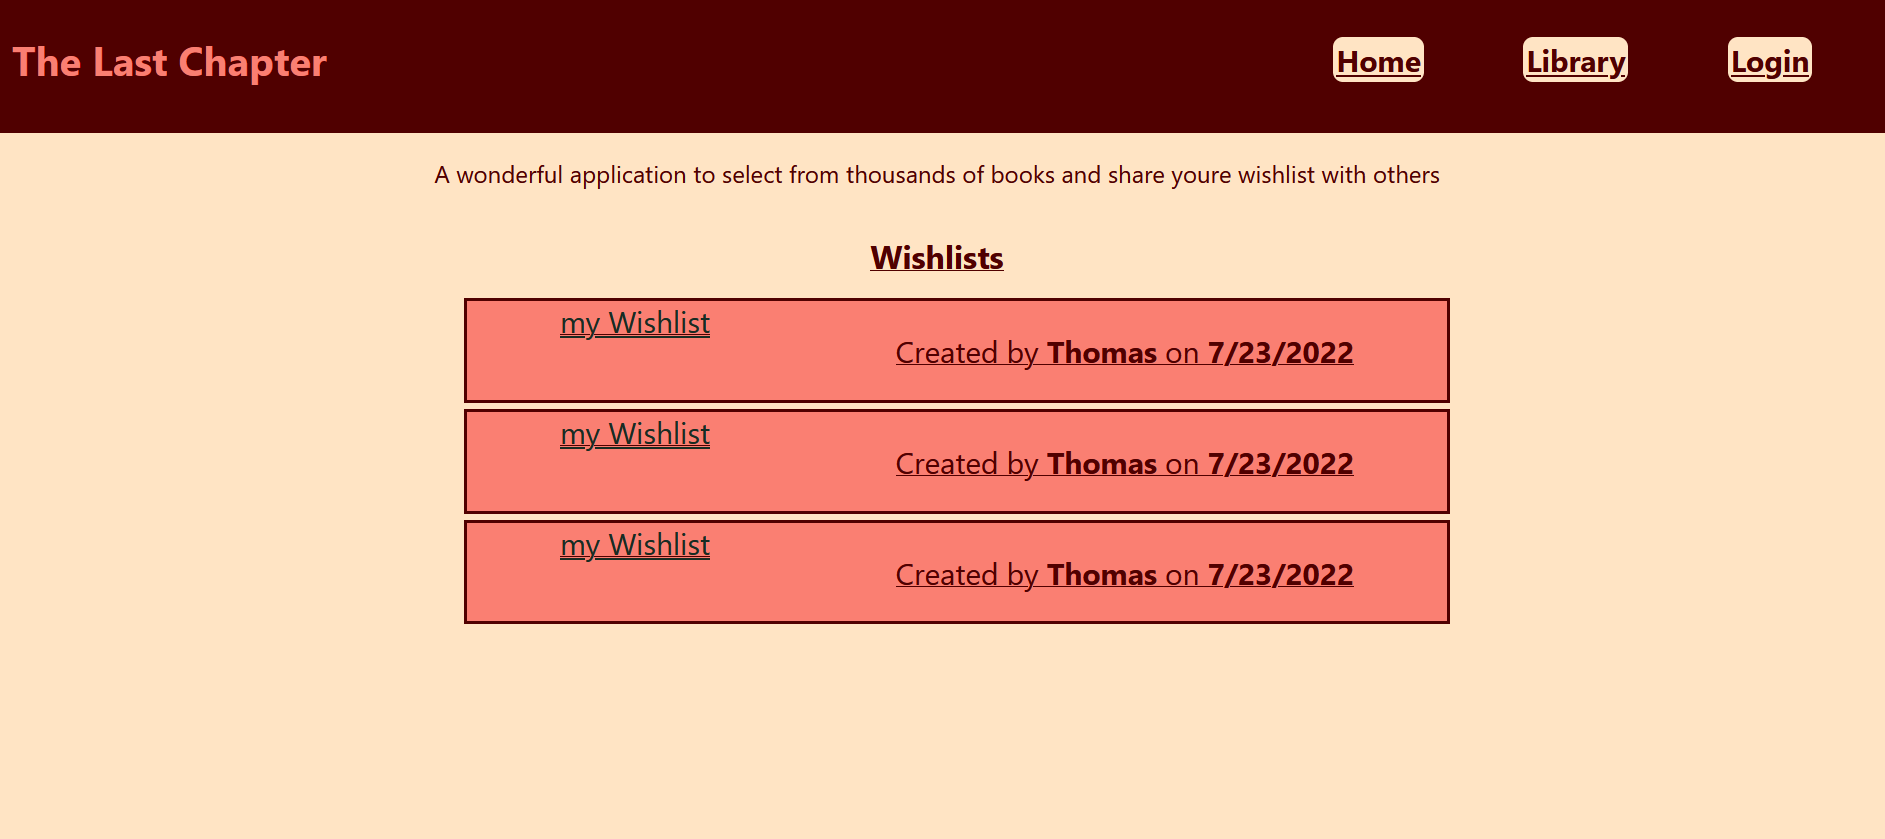 The Last Chapter
Home Library Login
A wonderful application to select from thousands of books and share youre wishlist with others
Wishlists
my Wishlist
Created by Thomas on 7/23/2022
my Wishlist
Created by Thomas on 7/23/2022
my Wishlist
Created by Thomas on 7/23/2022